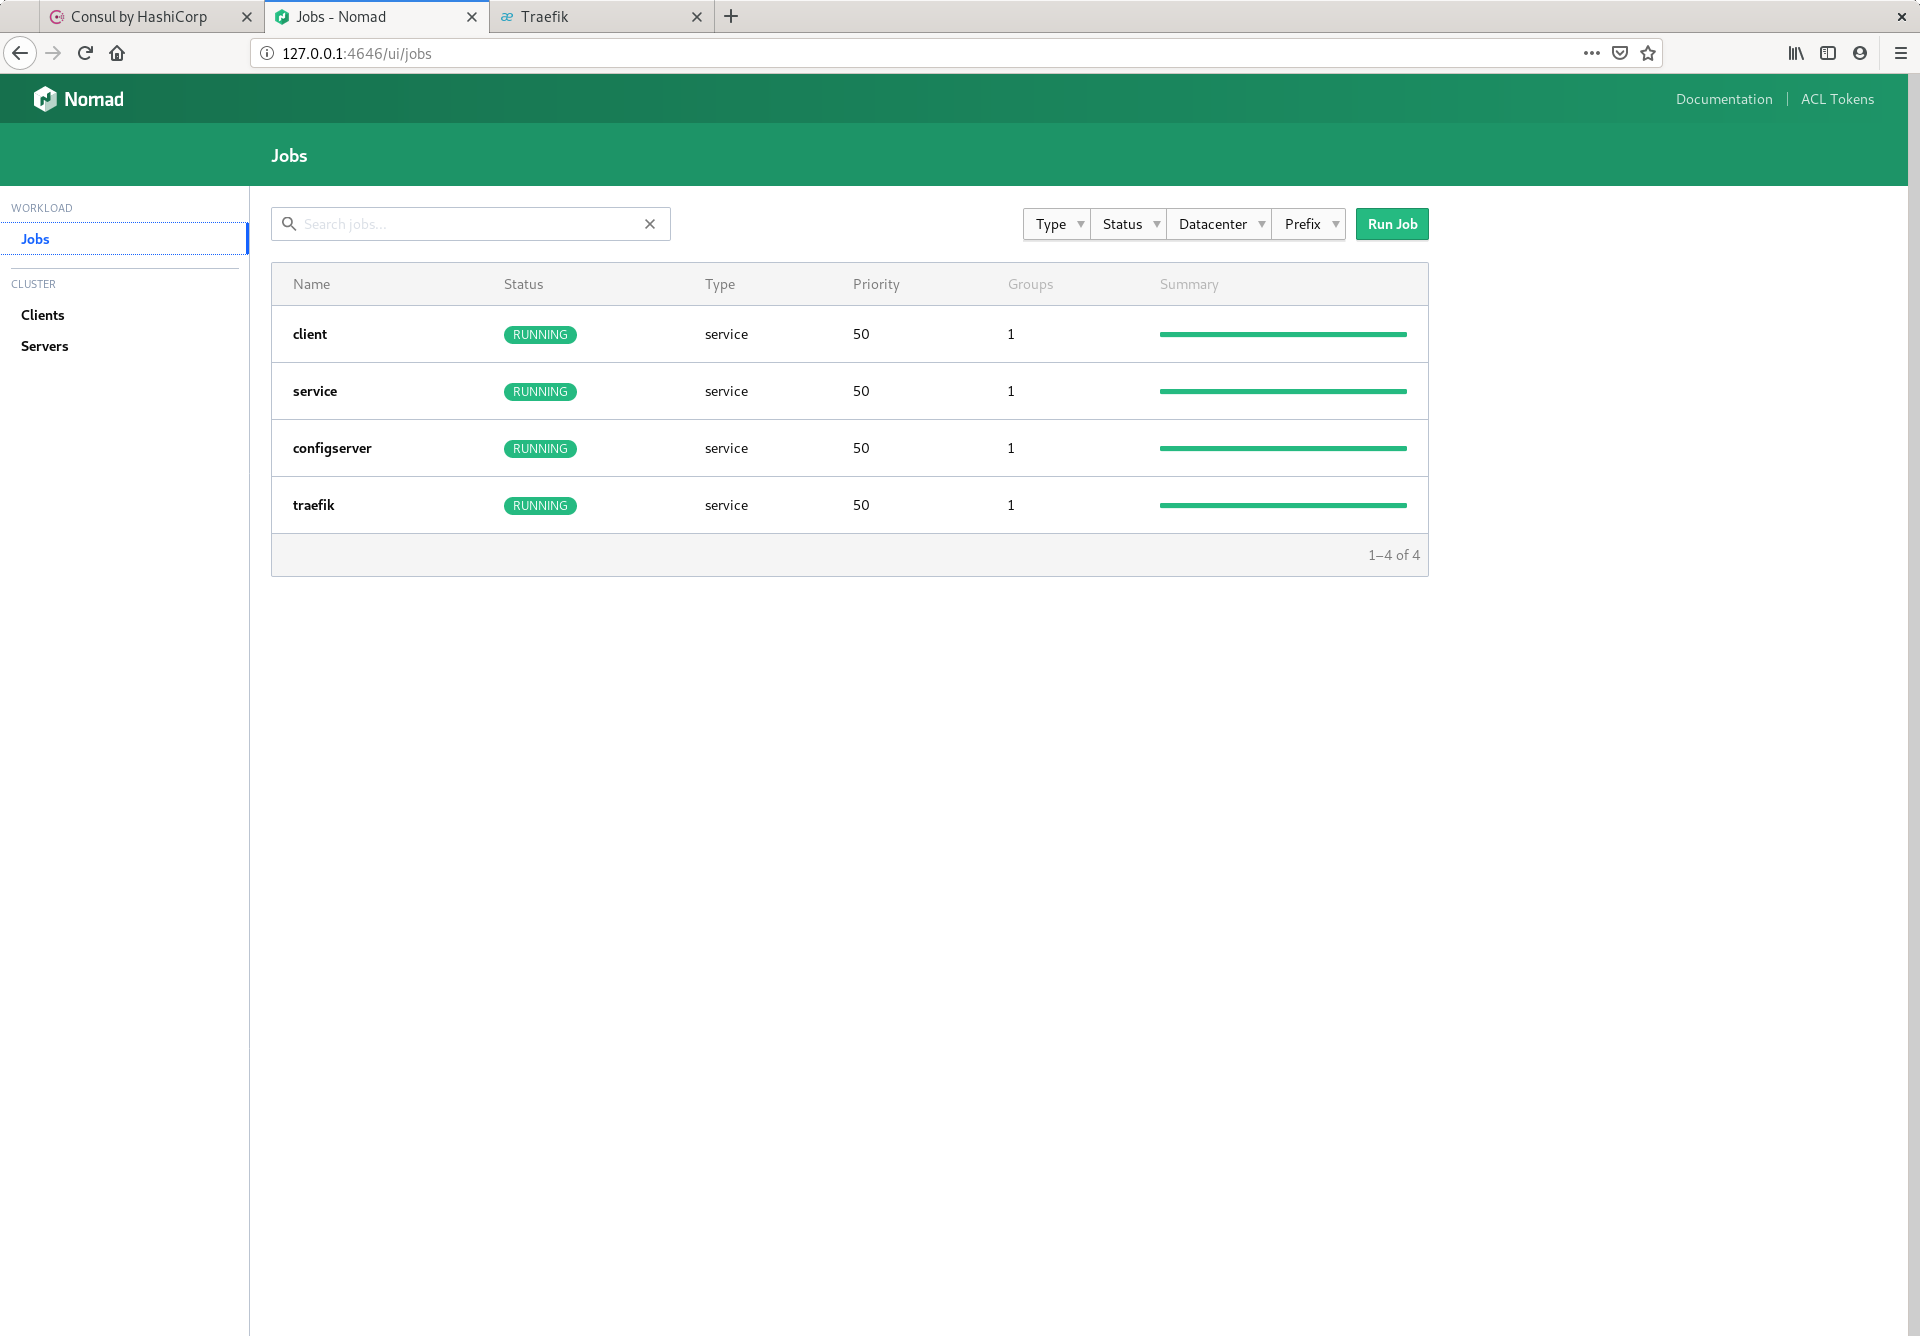 Consul by HashiCorp
Jobs - Nomad
Traefik
127.0.0.1:4646/ui/jobs
Nomad
Documentation
ACL Tokens
Jobs
WORKLOAD
Jobs
CLUSTER
Clients
Servers
Search jobs...
Type
Status
Datacenter
Prefix
Run Job
Name Status Type Priority Groups Summary
client RUNNING service 50 1
service RUNNING service 50 1
configserver RUNNING service 50 1
traefik RUNNING service 50 1
1–4 of 4